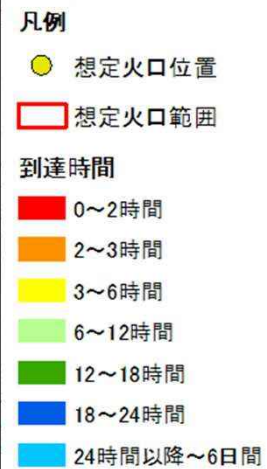 凡例
想定火口位置
想定火口範囲
到達時間
0～2時間
2～3時間
3～6時間
6～12時間
12～18時間
18～24時間
24時間以降～6日間